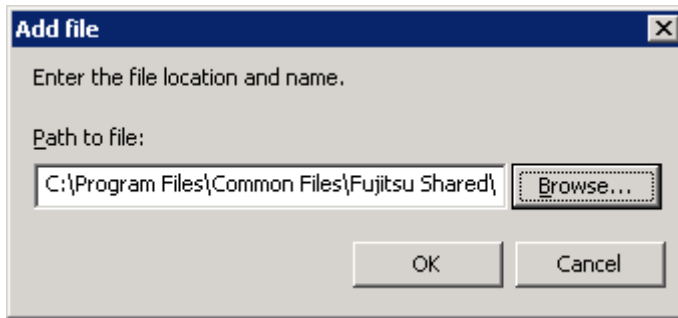 Add file
Enter the file location and name.
Path to file:
C:\Program Files\Common Files\Fujitsu Shared\
Browse...
OK
Cancel